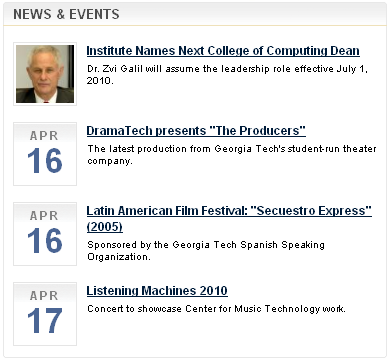 NEWS & EVENTS
Institute Names Next College of Computing Dean
Dr. Zvi Galil will assume the leadership role effective July 1,
2010.
APR
16
DramaTech presents "The Producers"
The latest production from Georgia Tech's student-run theater
company.
APR
16
Latin American Film Festival: "Secuestro Express"
(2005)
Sponsored by the Georgia Tech Spanish Speaking
Organization.
APR
17
Listening Machines 2010
Concert to showcase Center for Music Technology work.